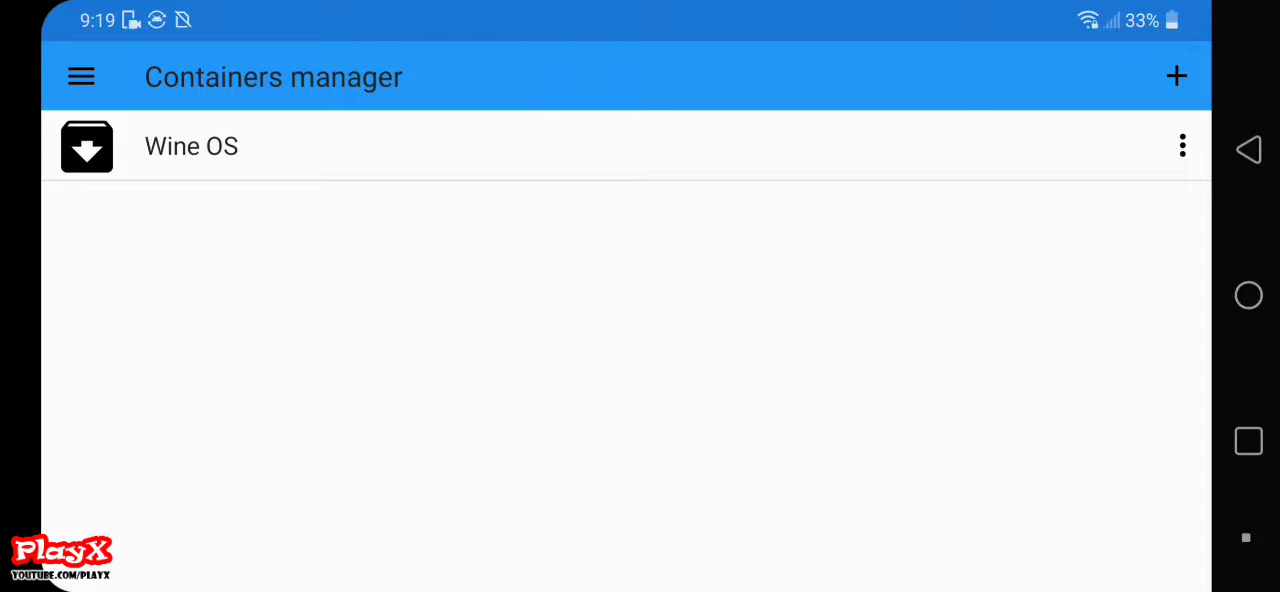 9:19
33%
Containers manager
Wine OS
PlayX
YOUTUBE.COM/PLAYX